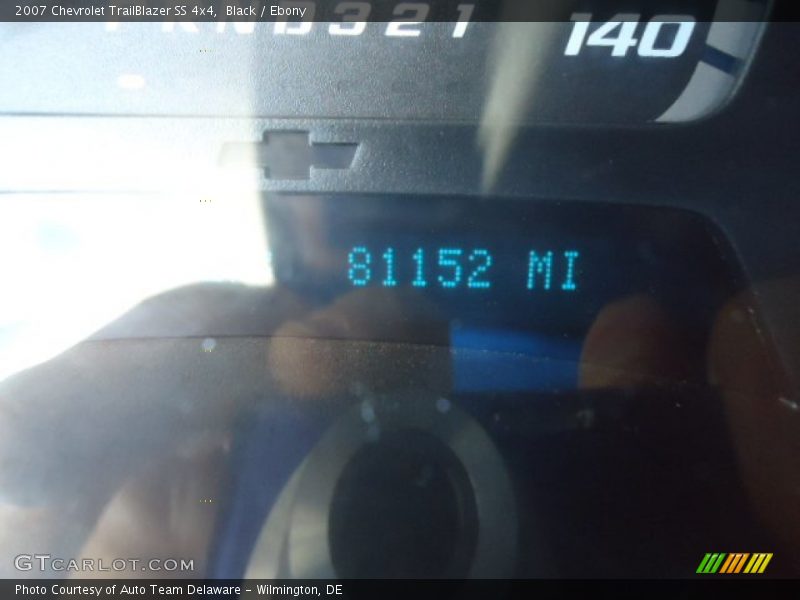 2007 Chevrolet TrailBlazer SS 4x4, Black / Ebony
PRND321
140
81152 MI
GTCARLOT.COM
Photo Courtesy of Auto Team Delaware - Wilmington, DE